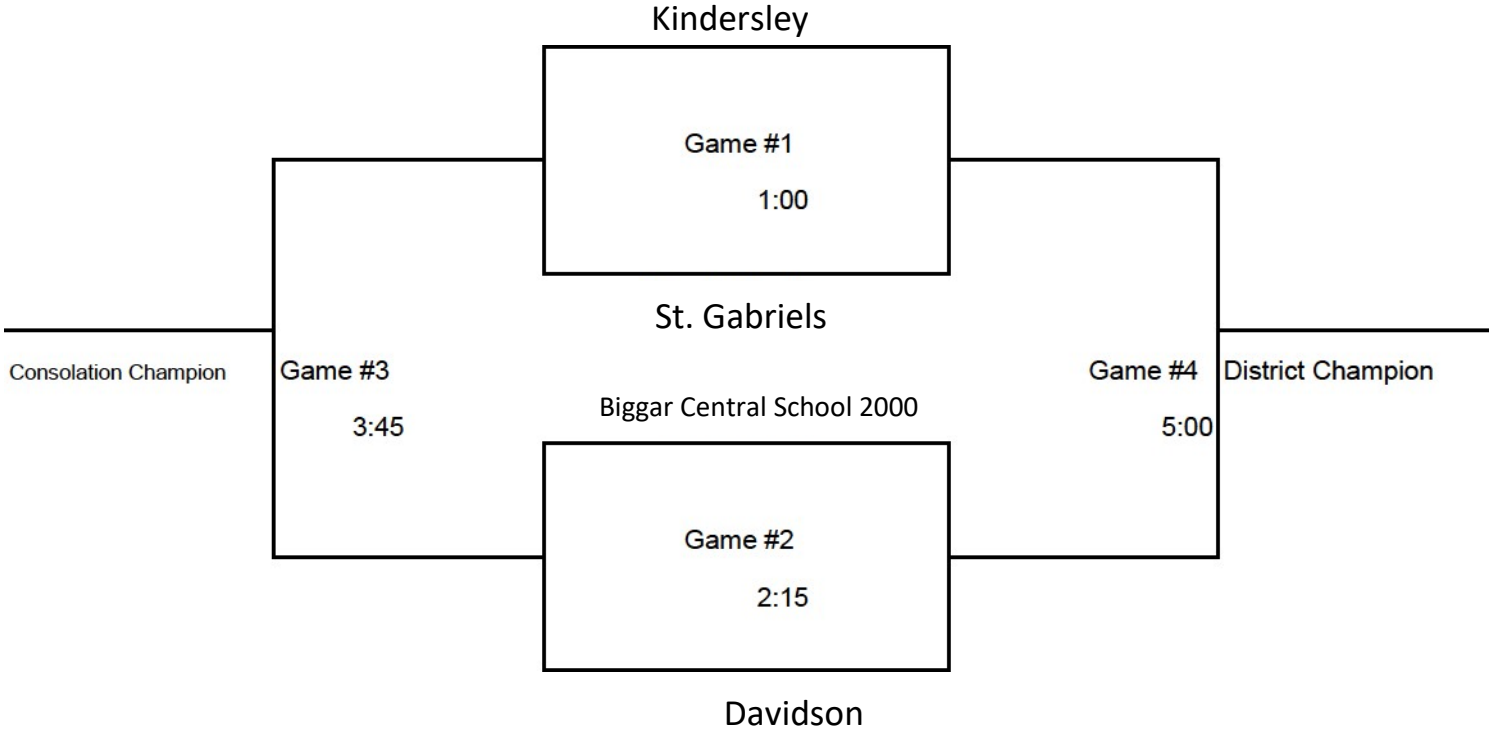 Kindersley
Game #1
1:00
St. Gabriels
Consolation Champion
Game #3
3:45
Game #4
5:00
District Champion
Biggar Central School 2000
Game #2
2:15
Davidson